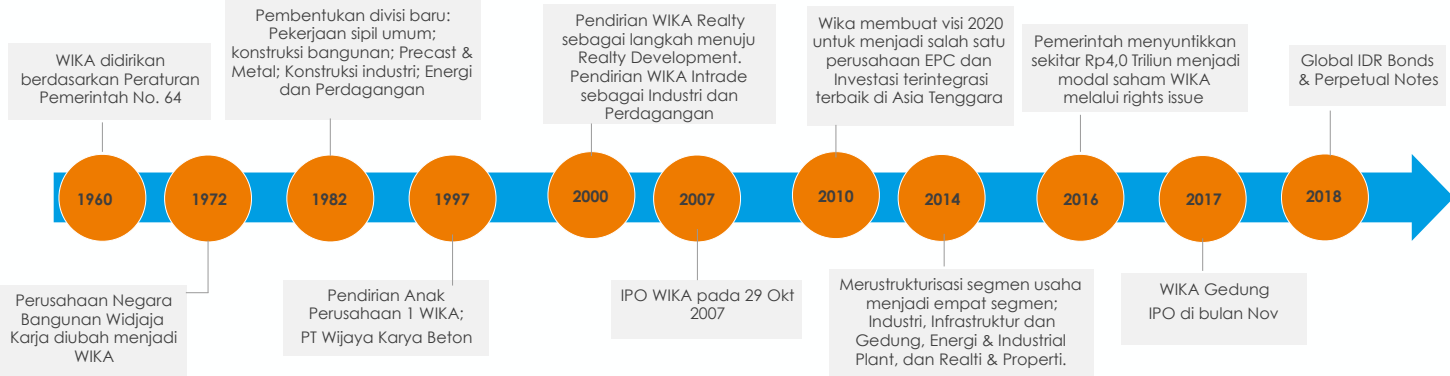 WIKA didirikan
berdasarkan Peraturan
Pemerintah No. 64
Pembentukan divisi baru:
Pekerjaan sipil umum;
konstruksi bangunan; Precast &
Metal; Konstruksi industri; Energi
dan Perdagangan
Pendirian WIKA Realty
sebagai langkah menuju
Realty Development.
Pendirian WIKA Intrade
sebagai Industri dan
Perdagangan
Wika membuat visi 2020
untuk menjadi salah satu
perusahaan EPC dan
Investasi terintegrasi
terbaik di Asia Tenggara
Pemerintah menyuntikkan
sekitar Rp4,0 Triliun menjadi
modal saham WIKA
melalui rights issue
Global IDR Bonds
& Perpetual Notes
1960
1972
1982
1997
2000
2007
2010
2014
2016
2017
2018
Perusahaan Negara
Bangunan Widjaja
Karja diubah menjadi
WIKA
Pendirian Anak
Perusahaan 1 WIKA;
PT Wijaya Karya Beton
IPO WIKA pada 29 Okt
2007
Merustrukturisasi segmen usaha
menjadi empat segmen;
Industri, Infrastruktur dan
Gedung, Energi & Industrial
Plant, dan Realti & Properti.
WIKA Gedung
IPO di bulan Nov